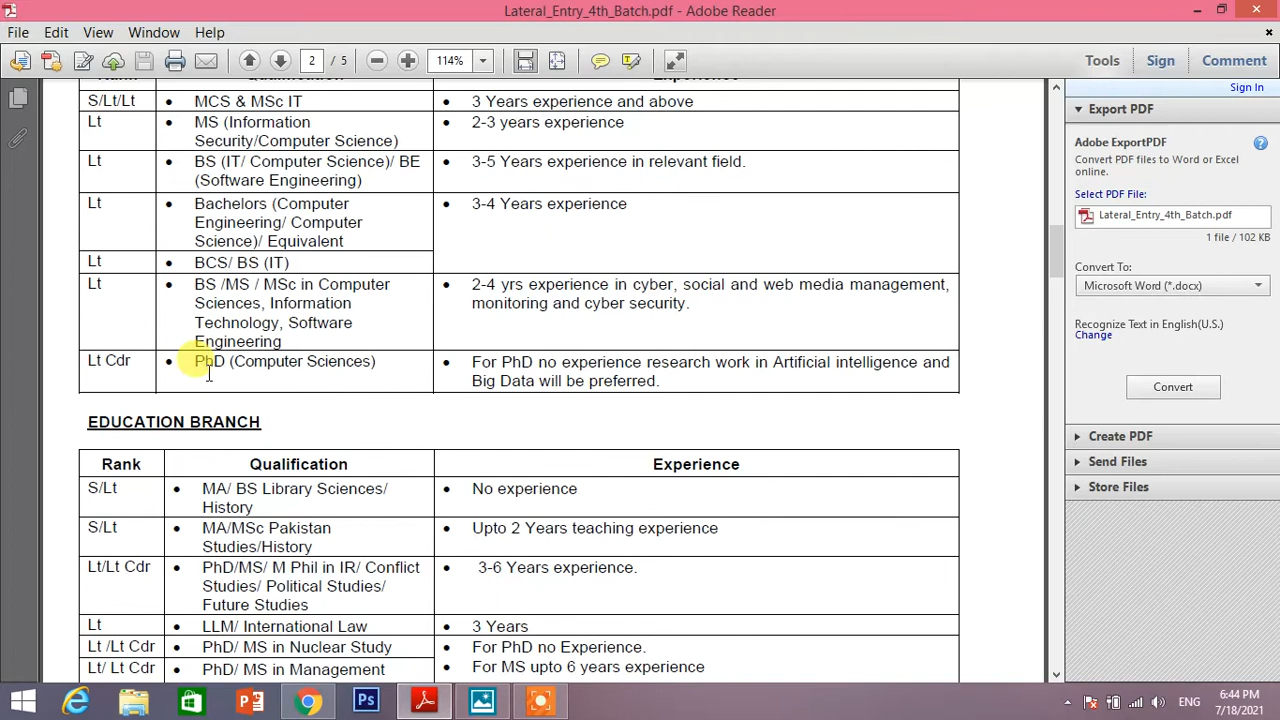 Lateral_Entry_4th_Batch.pdf - Adobe Reader
File Edit View Window Help
2 / 5 114% Tools Sign Comment
Rank Qualification Experience
S/Lt/Lt • MCS & MSc IT • 3 Years experience and above
Lt • MS (Information • 2-3 years experience
Security/Computer Science)
Lt • BS (IT/ Computer Science)/ BE • 3-5 Years experience in relevant field.
(Software Engineering)
Lt • Bachelors (Computer • 3-4 Years experience
Engineering/ Computer
Science)/ Equivalent
Lt • BCS/ BS (IT)
Lt • BS /MS / MSc in Computer • 2-4 yrs experience in cyber, social and web media management,
Sciences, Information monitoring and cyber security.
Technology, Software
Engineering
Lt Cdr • PhD (Computer Sciences) • For PhD no experience research work in Artificial intelligence and
Big Data will be preferred.
EDUCATION BRANCH
Rank Qualification Experience
S/Lt • MA/ BS Library Sciences/ • No experience
History
S/Lt • MA/MSc Pakistan • Upto 2 Years teaching experience
Studies/History
Lt/Lt Cdr • PhD/MS/ M Phil in IR/ Conflict • 3-6 Years experience.
Studies/ Political Studies/
Future Studies
Lt • LLM/ International Law • 3 Years
Lt /Lt Cdr • PhD/ MS in Nuclear Study • For PhD no Experience.
Lt/ Lt Cdr • PhD/ MS in Management • For MS upto 6 years experience
Sign In
Export PDF
Adobe ExportPDF
Convert PDF files to Word or Excel
online.
Select PDF File:
Lateral_Entry_4th_Batch.pdf
1 file / 102 KB
Convert To:
Microsoft Word (*.docx)
Recognize Text in English(U.S.)
Change
Convert
Create PDF
Send Files
Store Files
Ps
ENG
6:44 PM
7/18/2021